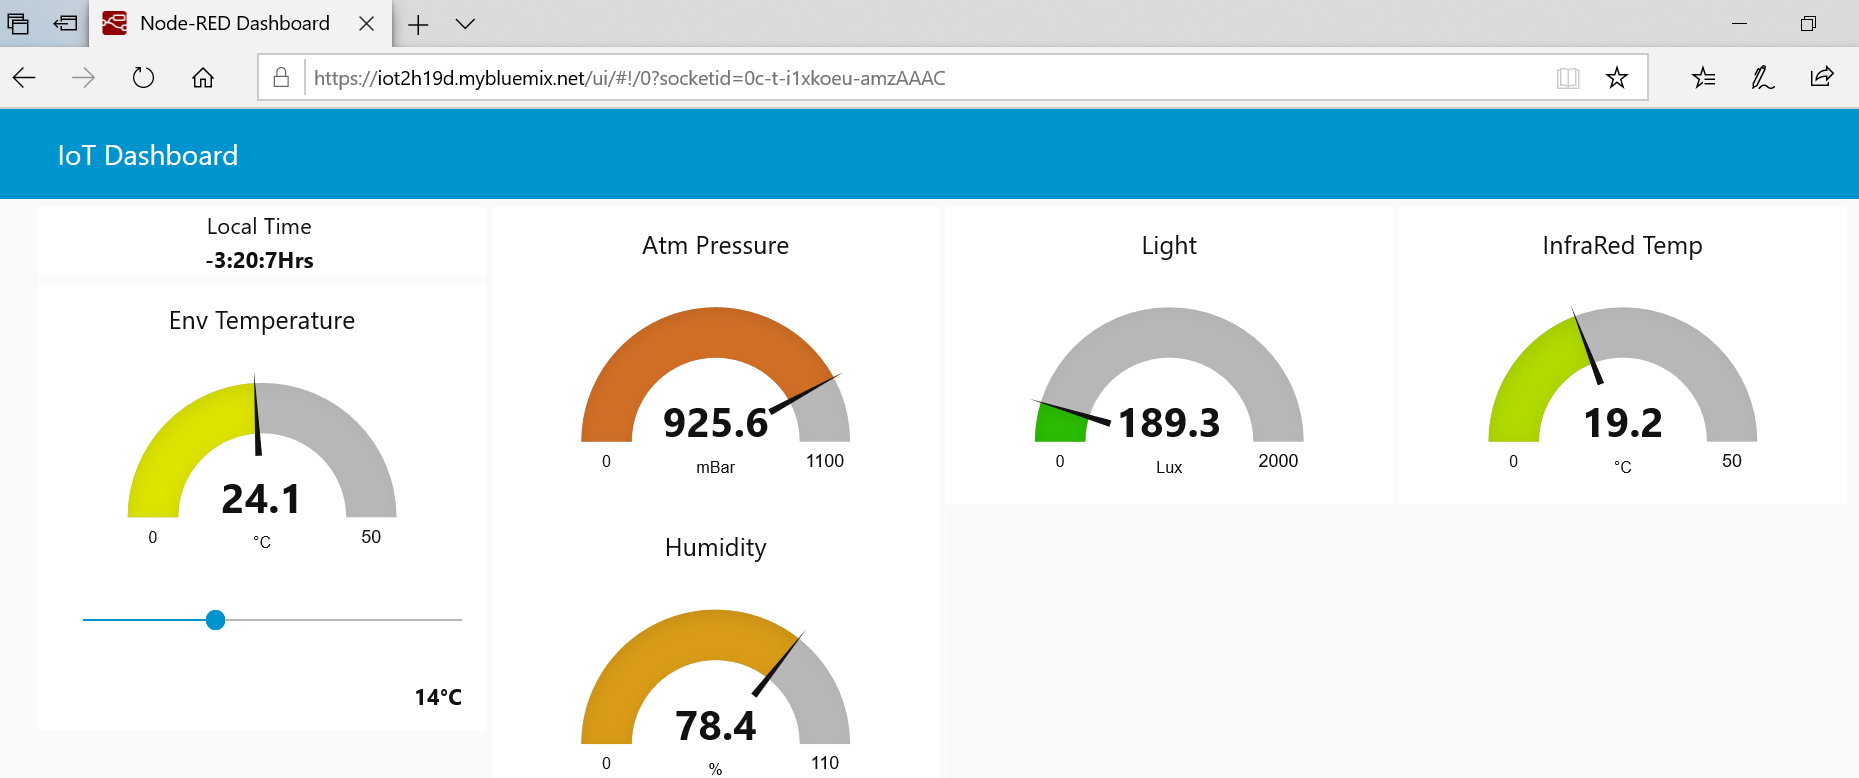 Node-RED Dashboard
https://iot2h19d.mybluemix.net/ui/#!/0?socketid=0c-t-i1xkoeu-amzAAAC
IoT Dashboard
Local Time
-3:20:7Hrs
Env Temperature
24.1
0 °C 50
14°C
Atm Pressure
925.6
0 mBar 1100
Humidity
78.4
0 % 110
Light
189.3
0 Lux 2000
InfraRed Temp
19.2
0 °C 50